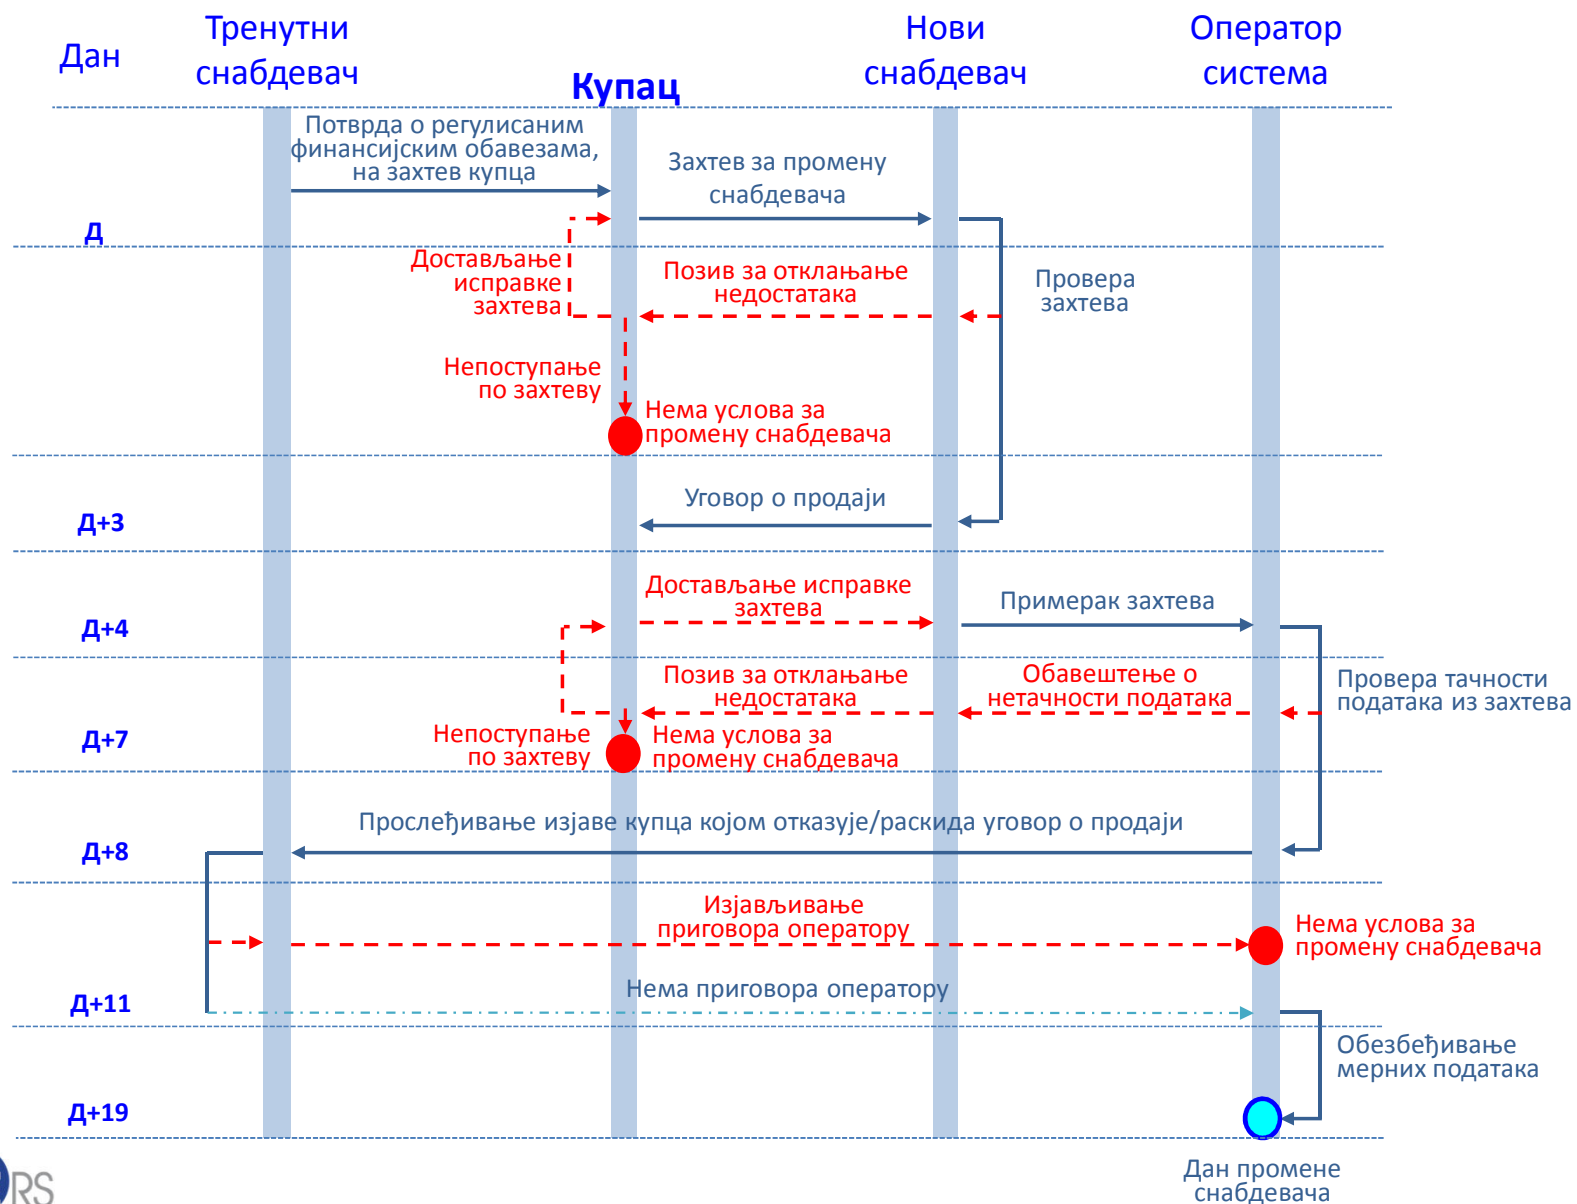 Дан
Тренутни
снабдевач
Купац
Нови
снабдевач
Оператор
система
Потврда о регулисаним
финансијским обавезама,
на захтев купца
Захтев за промену
снабдевача
Д
Достављање
исправке
захтева
Позив за отклањање
недостатака
Провера
захтева
Непоступање
по захтеву
Нема услова за
промену снабдевача
Уговор о продаји
Д+3
Достављање исправке
захтева
Примерак захтева
Д+4
Позив за отклањање
недостатака
Обавештење о
нетачности података
Провера тачности
података из захтева
Д+7
Непоступање
по захтеву
Нема услова за
промену снабдевача
Прослеђивање изјаве купца којом отказује/раскида уговор о продаји
Д+8
Изјављивање
приговора оператору
Нема услова за
промену снабдевача
Нема приговора оператору
Д+11
Обезбеђивање
мерних података
Д+19
Дан промене
снабдевача
RS